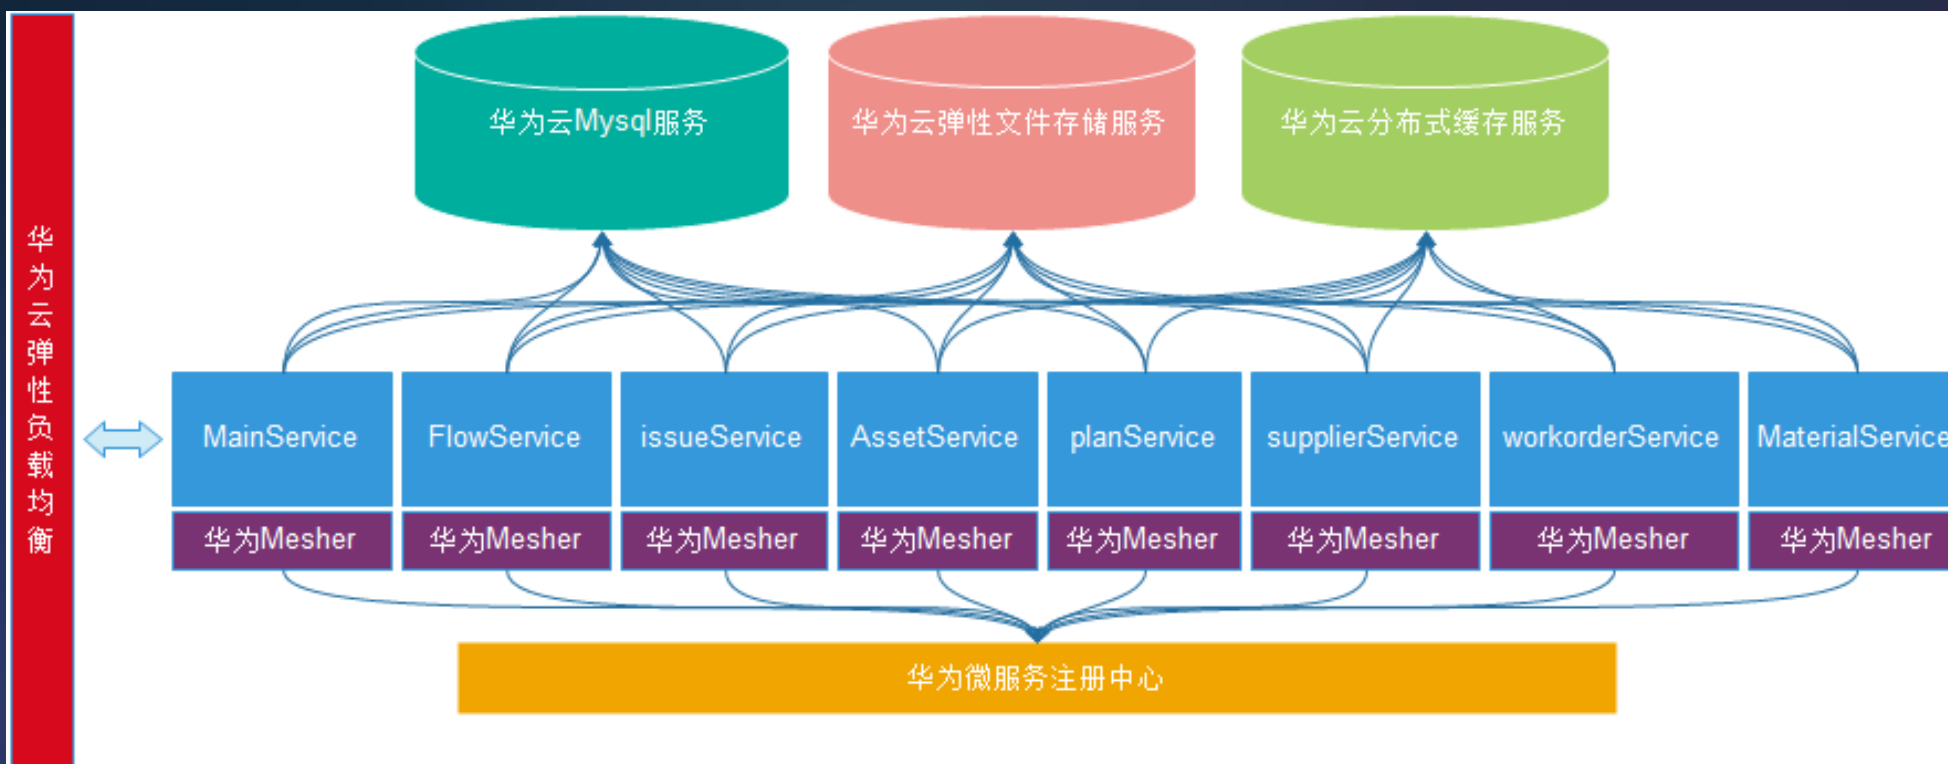 华为云弹性负载均衡
华为云Mysql服务
华为云弹性文件存储服务
华为云分布式缓存服务
MainService
FlowService
issueService
AssetService
planService
supplierService
workorderService
MaterialService
华为Mesher
华为Mesher
华为Mesher
华为Mesher
华为Mesher
华为Mesher
华为Mesher
华为Mesher
华为微服务注册中心